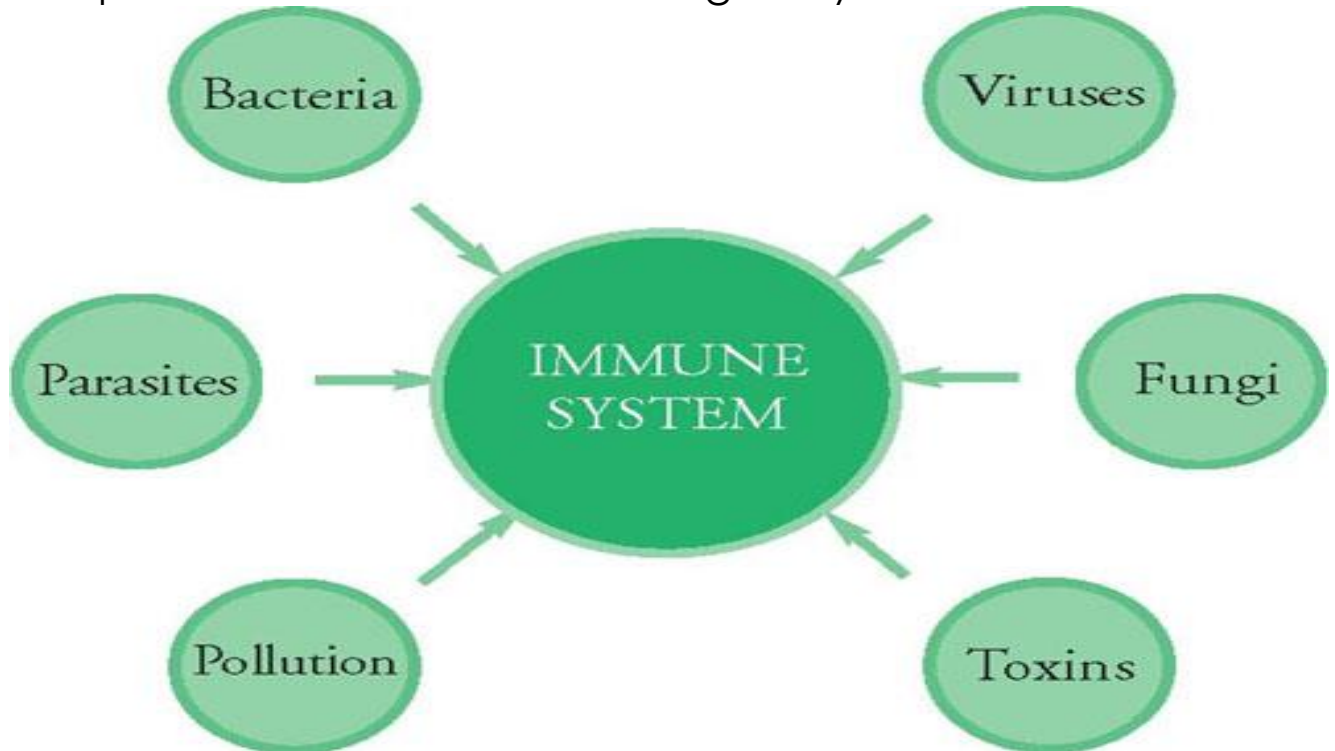 Bacteria
Viruses
IMMUNE
SYSTEM
Parasites
Fungi
Pollution
Toxins